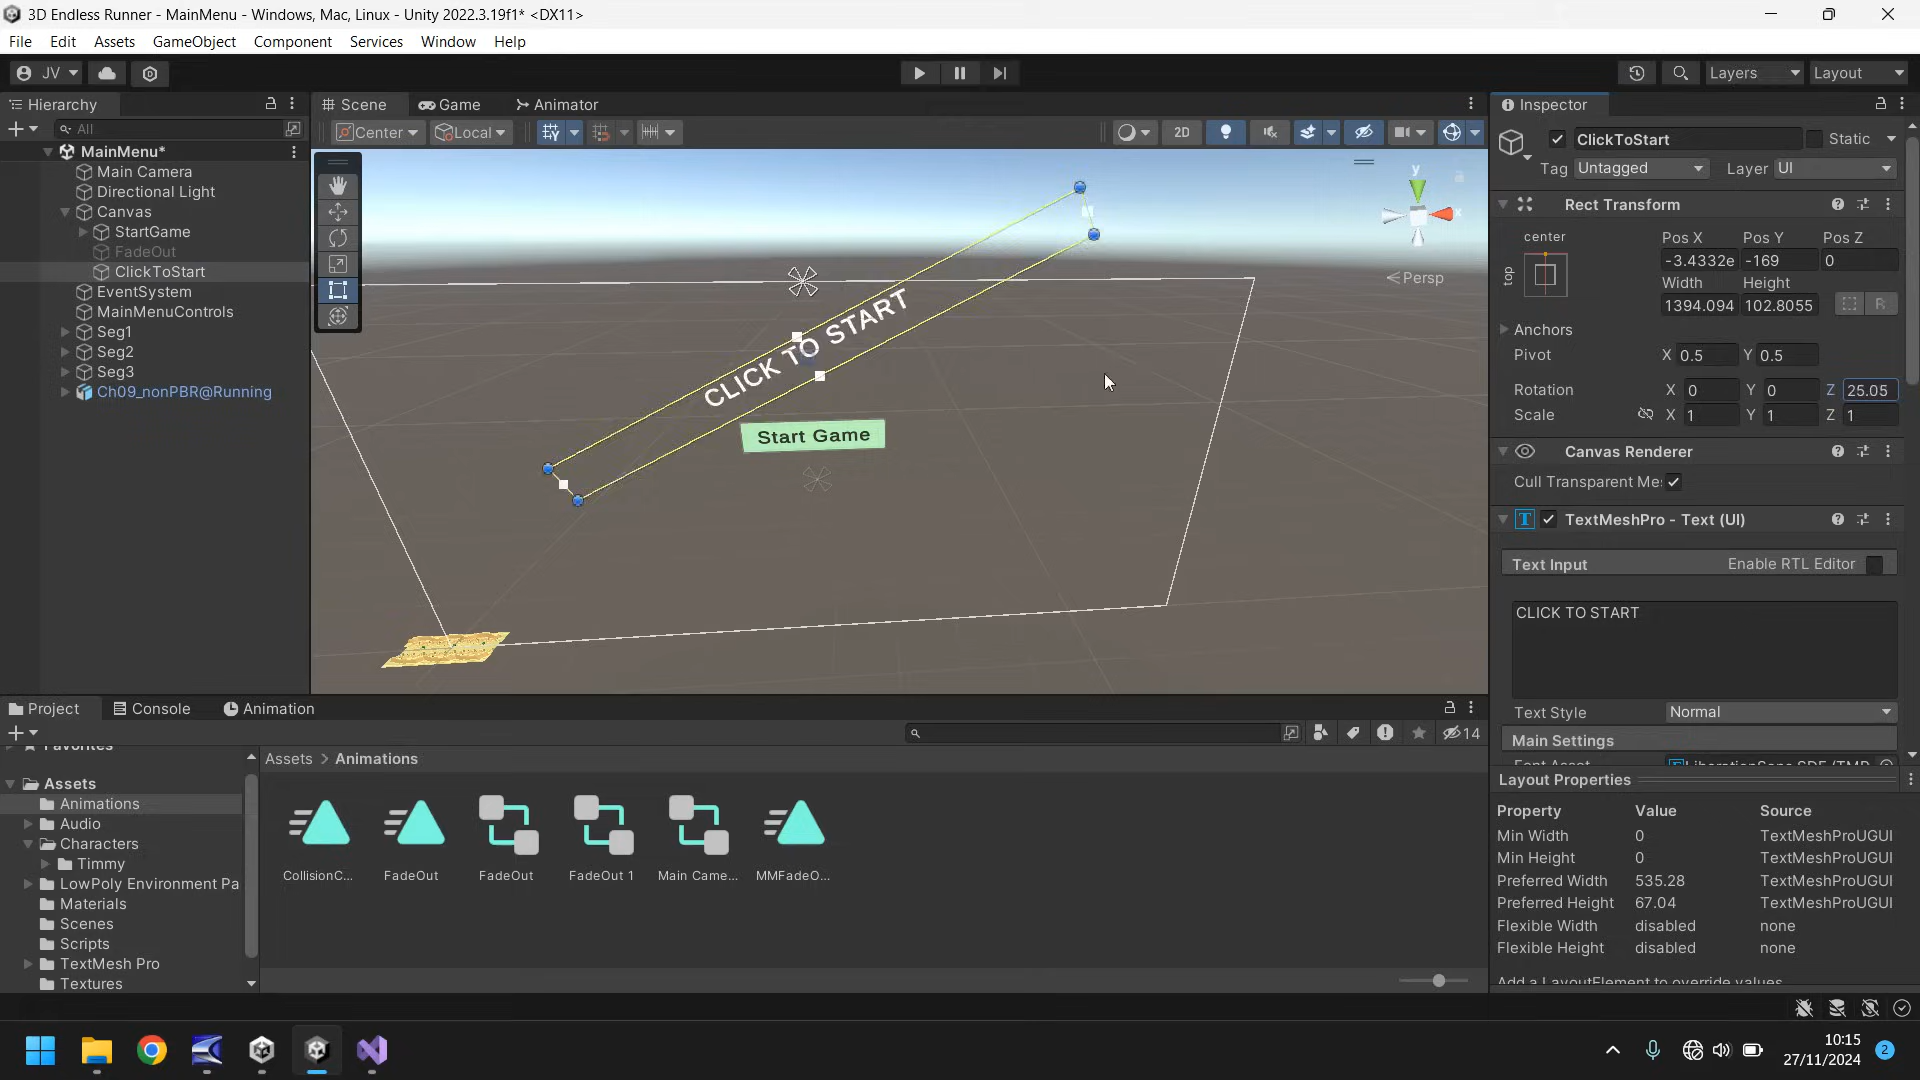 3D Endless Runner - MainMenu - Windows, Mac, Linux - Unity 2022.3.19f1* <DX11>
File Edit Assets GameObject Component Services Window Help
JV Layers Layout
Hierarchy
All
MainMenu*
Main Camera
Directional Light
Canvas
StartGame
FadeOut
ClickToStart
EventSystem
MainMenuControls
Seg1
Seg2
Seg3
Ch09_nonPBR@Running
Scene Game Animator
Center Local 2D
y
x
Persp
CLICK TO START
Start Game
Inspector
ClickToStart Static
Tag Untagged Layer UI
Rect Transform
center
top
Pos X Pos Y Pos Z
-3.4332e -169 0
Width Height
1394.094 102.8055 R
Anchors
Pivot X 0.5 Y 0.5
Rotation X 0 Y 0 Z 25.05
Scale X 1 Y 1 Z 1
Canvas Renderer
Cull Transparent Me:
TextMeshPro - Text (UI)
Text Input Enable RTL Editor
CLICK TO START
Text Style Normal
Main Settings
Layout Properties
Property Value Source
Min Width 0 TextMeshProUGUI
Min Height 0 TextMeshProUGUI
Preferred Width 535.28 TextMeshProUGUI
Preferred Height 67.04 TextMeshProUGUI
Flexible Width disabled none
Flexible Height disabled none
Add a LayoutElement to override values
Project Console Animation
14
Favorites
Assets
Animations
Audio
Characters
Timmy
LowPoly Environment Pa
Materials
Scenes
Scripts
TextMesh Pro
Textures
Assets > Animations
CollisionC... FadeOut FadeOut FadeOut 1 Main Came... MMFadeO...
10:15
27/11/2024
2